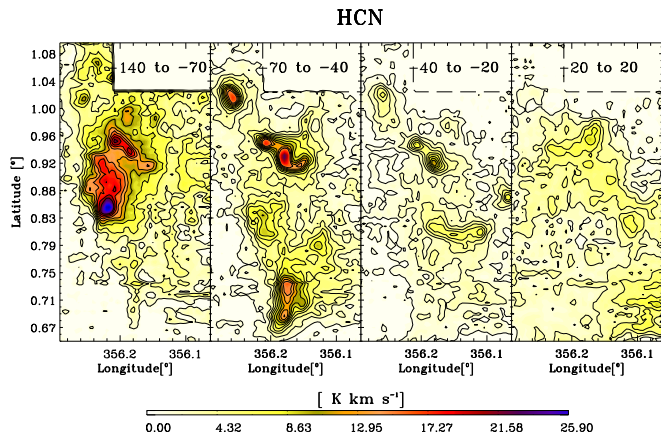 HCN
140 to -70
-70 to -40
-40 to -20
-20 to 20
1.08
1.04
1.00
0.96
0.92
0.88
0.83
0.79
0.75
0.71
0.67
Latitude [°]
356.2 356.1 356.2 356.1 356.2 356.1 356.2 356.1
Longitude[°] Longitude[°] Longitude[°] Longitude[°]
[ K km s⁻¹]
0.00 4.32 8.63 12.95 17.27 21.58 25.90